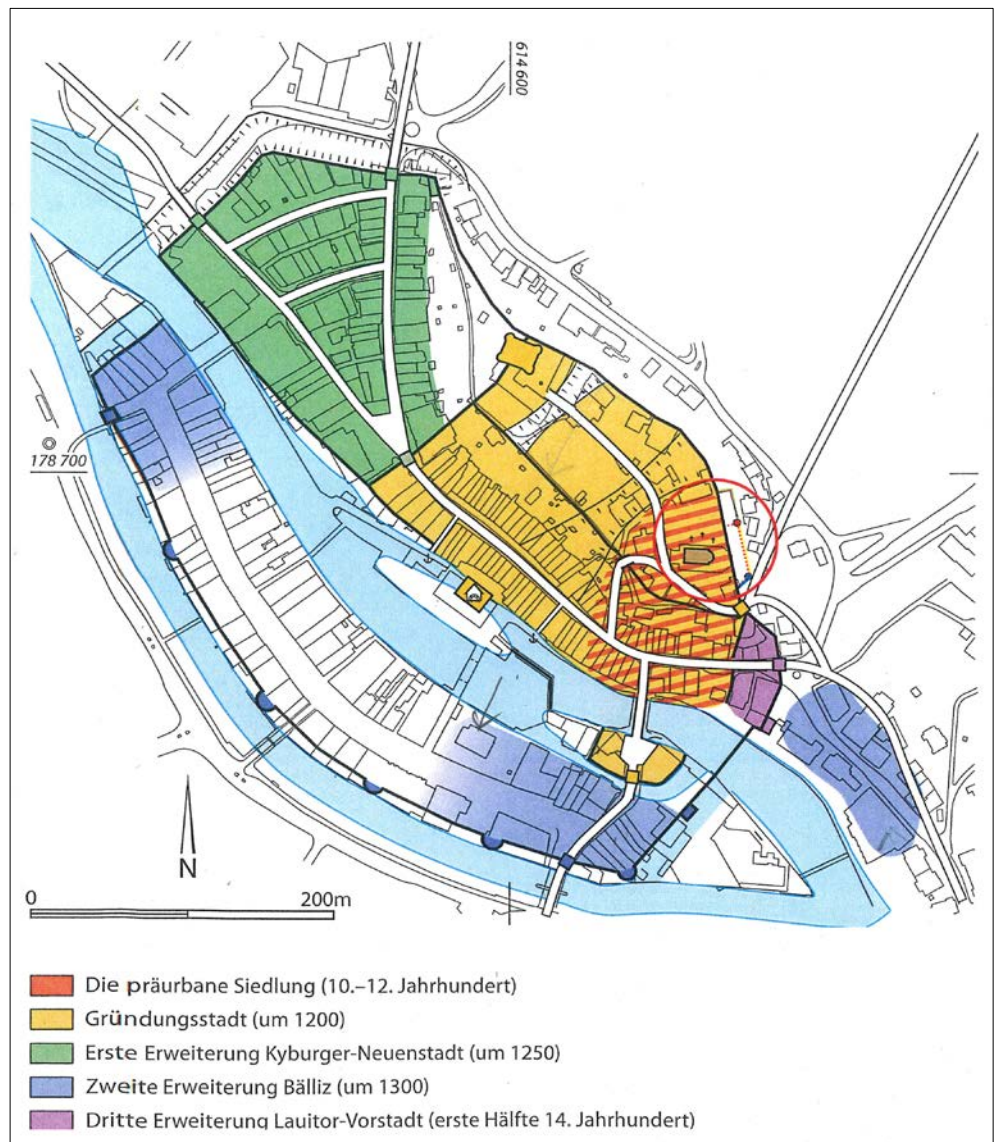 614 600
178 700
N
0 200m
Die präurbane Siedlung (10.–12. Jahrhundert)
Gründungsstadt (um 1200)
Erste Erweiterung Kyburger-Neuenstadt (um 1250)
Zweite Erweiterung Bälliz (um 1300)
Dritte Erweiterung Lauitor-Vorstadt (erste Hälfte 14. Jahrhundert)